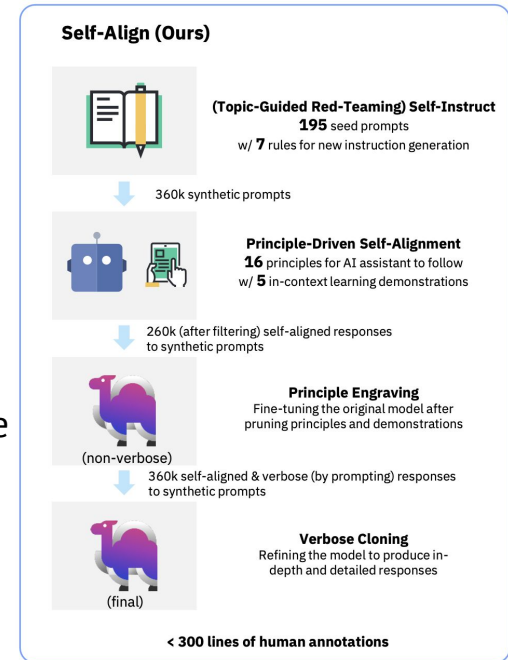 Self-Align (Ours)
(Topic-Guided Red-Teaming) Self-Instruct
195 seed prompts
w/ 7 rules for new instruction generation
360k synthetic prompts
Principle-Driven Self-Alignment
16 principles for AI assistant to follow
w/ 5 in-context learning demonstrations
260k (after filtering) self-aligned responses
to synthetic prompts
e
Principle Engraving
Fine-tuning the original model after
pruning principles and demonstrations
(non-verbose)
360k self-aligned & verbose (by prompting) responses
to synthetic prompts
Verbose Cloning
Refining the model to produce in-
depth and detailed responses
(final)
< 300 lines of human annotations